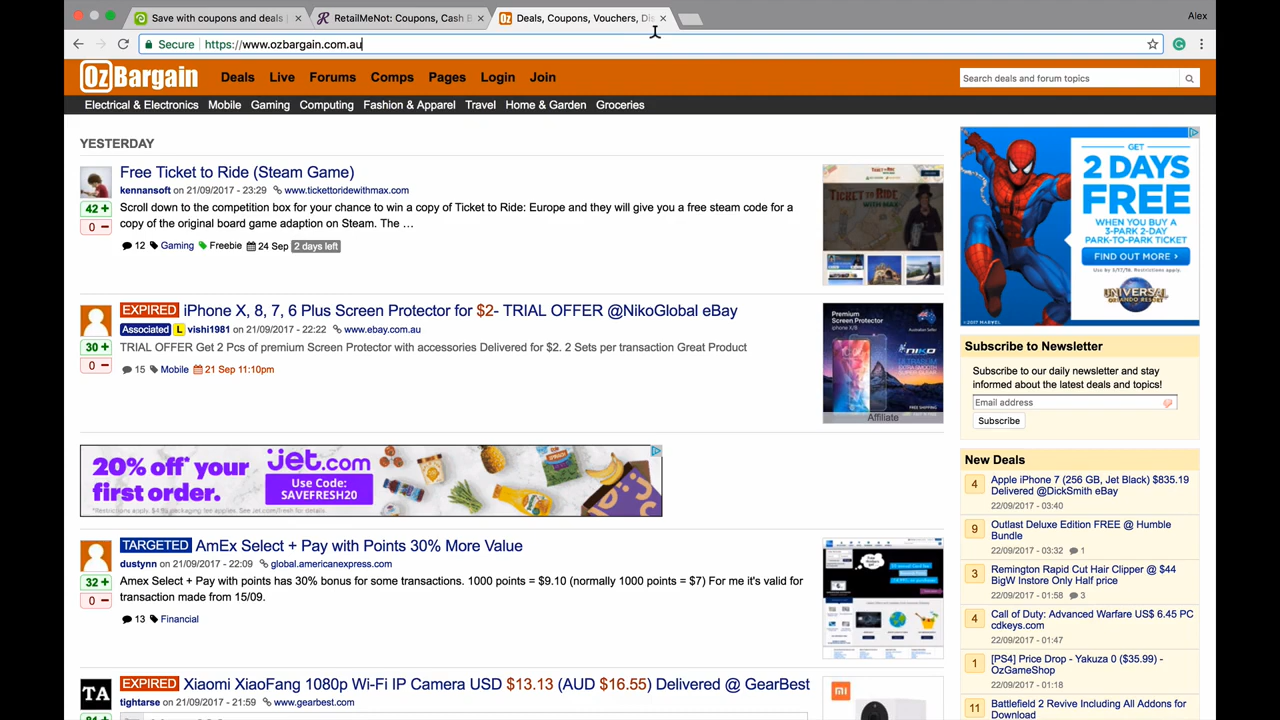 Save with coupons and deals
RetailMeNot: Coupons, Cash B
Deals, Coupons, Vouchers, Dis
Alex
Secure https://www.ozbargain.com.au
OzBargain Deals Live Forums Comps Pages Login Join
Search deals and forum topics
Electrical & Electronics Mobile Gaming Computing Fashion & Apparel Travel Home & Garden Groceries
YESTERDAY
Free Ticket to Ride (Steam Game)
kennansoft on 21/09/2017 - 23:29 www.tickettoridewithmax.com
42 +
0 −
Scroll down to the competition box for your chance to win a copy of Ticket to Ride: Europe and they will give you a free steam code for a
copy of the original board game adaption on Steam. The …
12 Gaming Freebie 24 Sep 2 days left
TICKET TO RIDE
EXPIRED iPhone X, 8, 7, 6 Plus Screen Protector for $2- TRIAL OFFER @NikoGlobal eBay
Associated L vishi1981 on 21/09/2017 - 22:22 www.ebay.com.au
30 +
0 −
TRIAL OFFER Get 2 Pcs of premium Screen Protector with accessories Delivered for $2. 2 Sets per transaction Great Product
15 Mobile 21 Sep 11:10pm
Premium
Screen Protector
iPhone X/8
NIKO
FREE SHIPPING
Affiliate
20% off* your
first order.
jet.com
Use Code:
SAVEFRESH20
TARGETED AmEx Select + Pay with Points 30% More Value
dustynn on 21/09/2017 - 22:09 global.americanexpress.com
32 +
0 −
Amex Select + Pay with points has 30% bonus for some transactions. 1000 points = $9.10 (normally 1000 points = $7) For me it's valid for
transaction made from 15/09.
13 Financial
EXPIRED Xiaomi XiaoFang 1080p Wi-Fi IP Camera USD $13.13 (AUD $16.55) Delivered @ GearBest
TA
tightarse on 21/09/2017 - 21:59 www.gearbest.com
GET
2 DAYS
FREE
WHEN YOU BUY A
3-PARK 2-DAY
PARK-TO-PARK TICKET
FIND OUT MORE >
UNIVERSAL
ORLANDO RESORT
©2017 MARVEL
Subscribe to Newsletter
Subscribe to our daily newsletter and stay
informed about the latest deals and topics!
Email address
Subscribe
New Deals
4 Apple iPhone 7 (256 GB, Jet Black) $835.19
Delivered @DickSmith eBay
22/09/2017 - 03:40
9 Outlast Deluxe Edition FREE @ Humble
Bundle
22/09/2017 - 03:32 1
3 Remington Rapid Cut Hair Clipper @ $44
BigW Instore Only Half price
22/09/2017 - 01:58 3
4 Call of Duty: Advanced Warfare US$ 6.45 PC
cdkeys.com
22/09/2017 - 01:47
1 [PS4] Price Drop - Yakuza 0 ($35.99) -
OzGameShop
22/09/2017 - 01:18
11 Battlefield 2 Revive Including All Addons for
Download